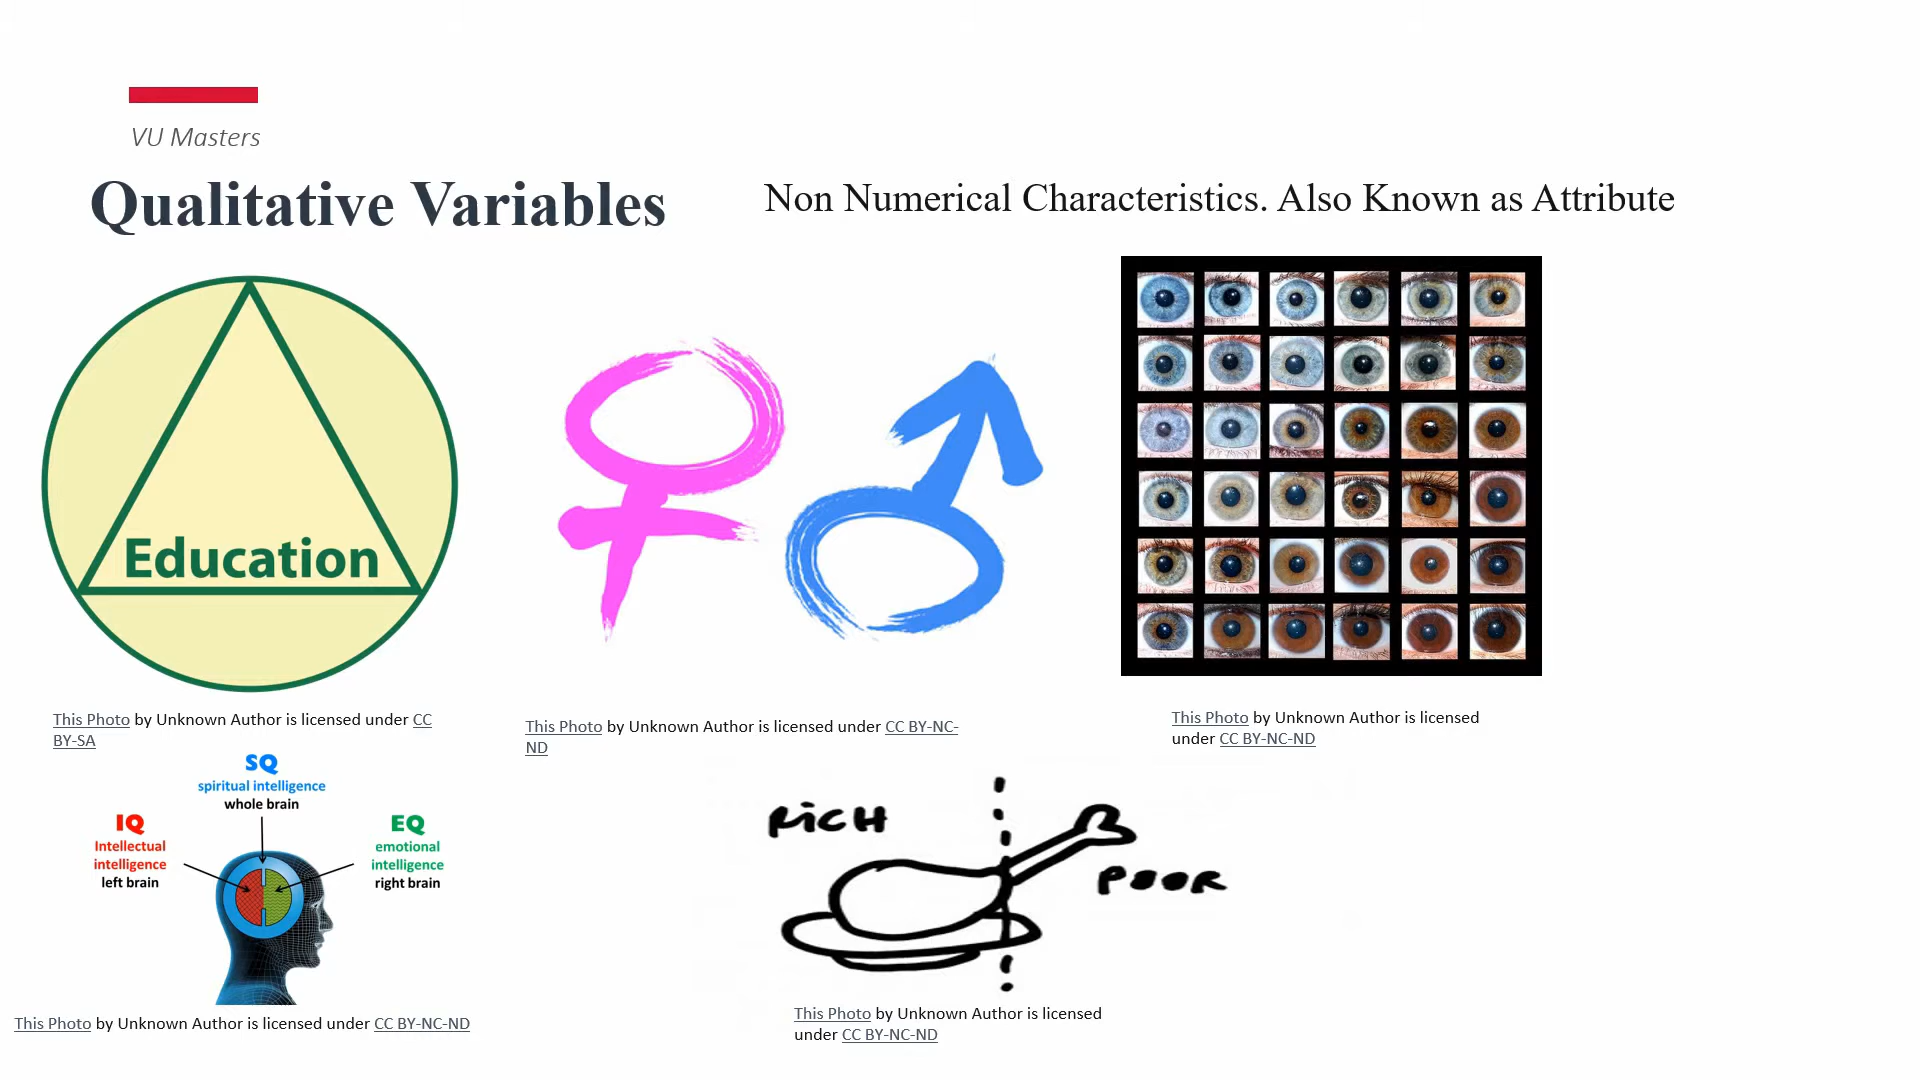 VU Masters
Qualitative Variables
Non Numerical Characteristics. Also Known as Attribute
Education
This Photo by Unknown Author is licensed under CC
BY-SA
This Photo by Unknown Author is licensed under CC BY-NC-
ND
This Photo by Unknown Author is licensed
under CC BY-NC-ND
SQ
spiritual intelligence
whole brain
IQ
Intellectual
intelligence
left brain
EQ
emotional
intelligence
right brain
This Photo by Unknown Author is licensed under CC BY-NC-ND
RICH
POOR
This Photo by Unknown Author is licensed
under CC BY-NC-ND